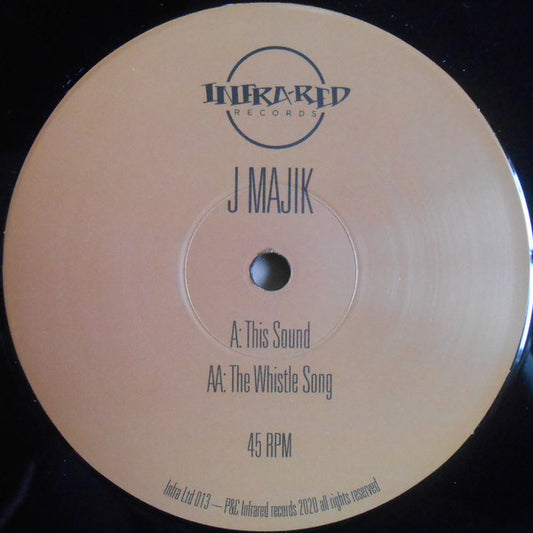 INFRA-RED
RECORDS
J MAJIK
A: This Sound
AA: The Whistle Song
45 RPM
Infra Ltd 013 — P&C Infrared records 2020 all rights reserved